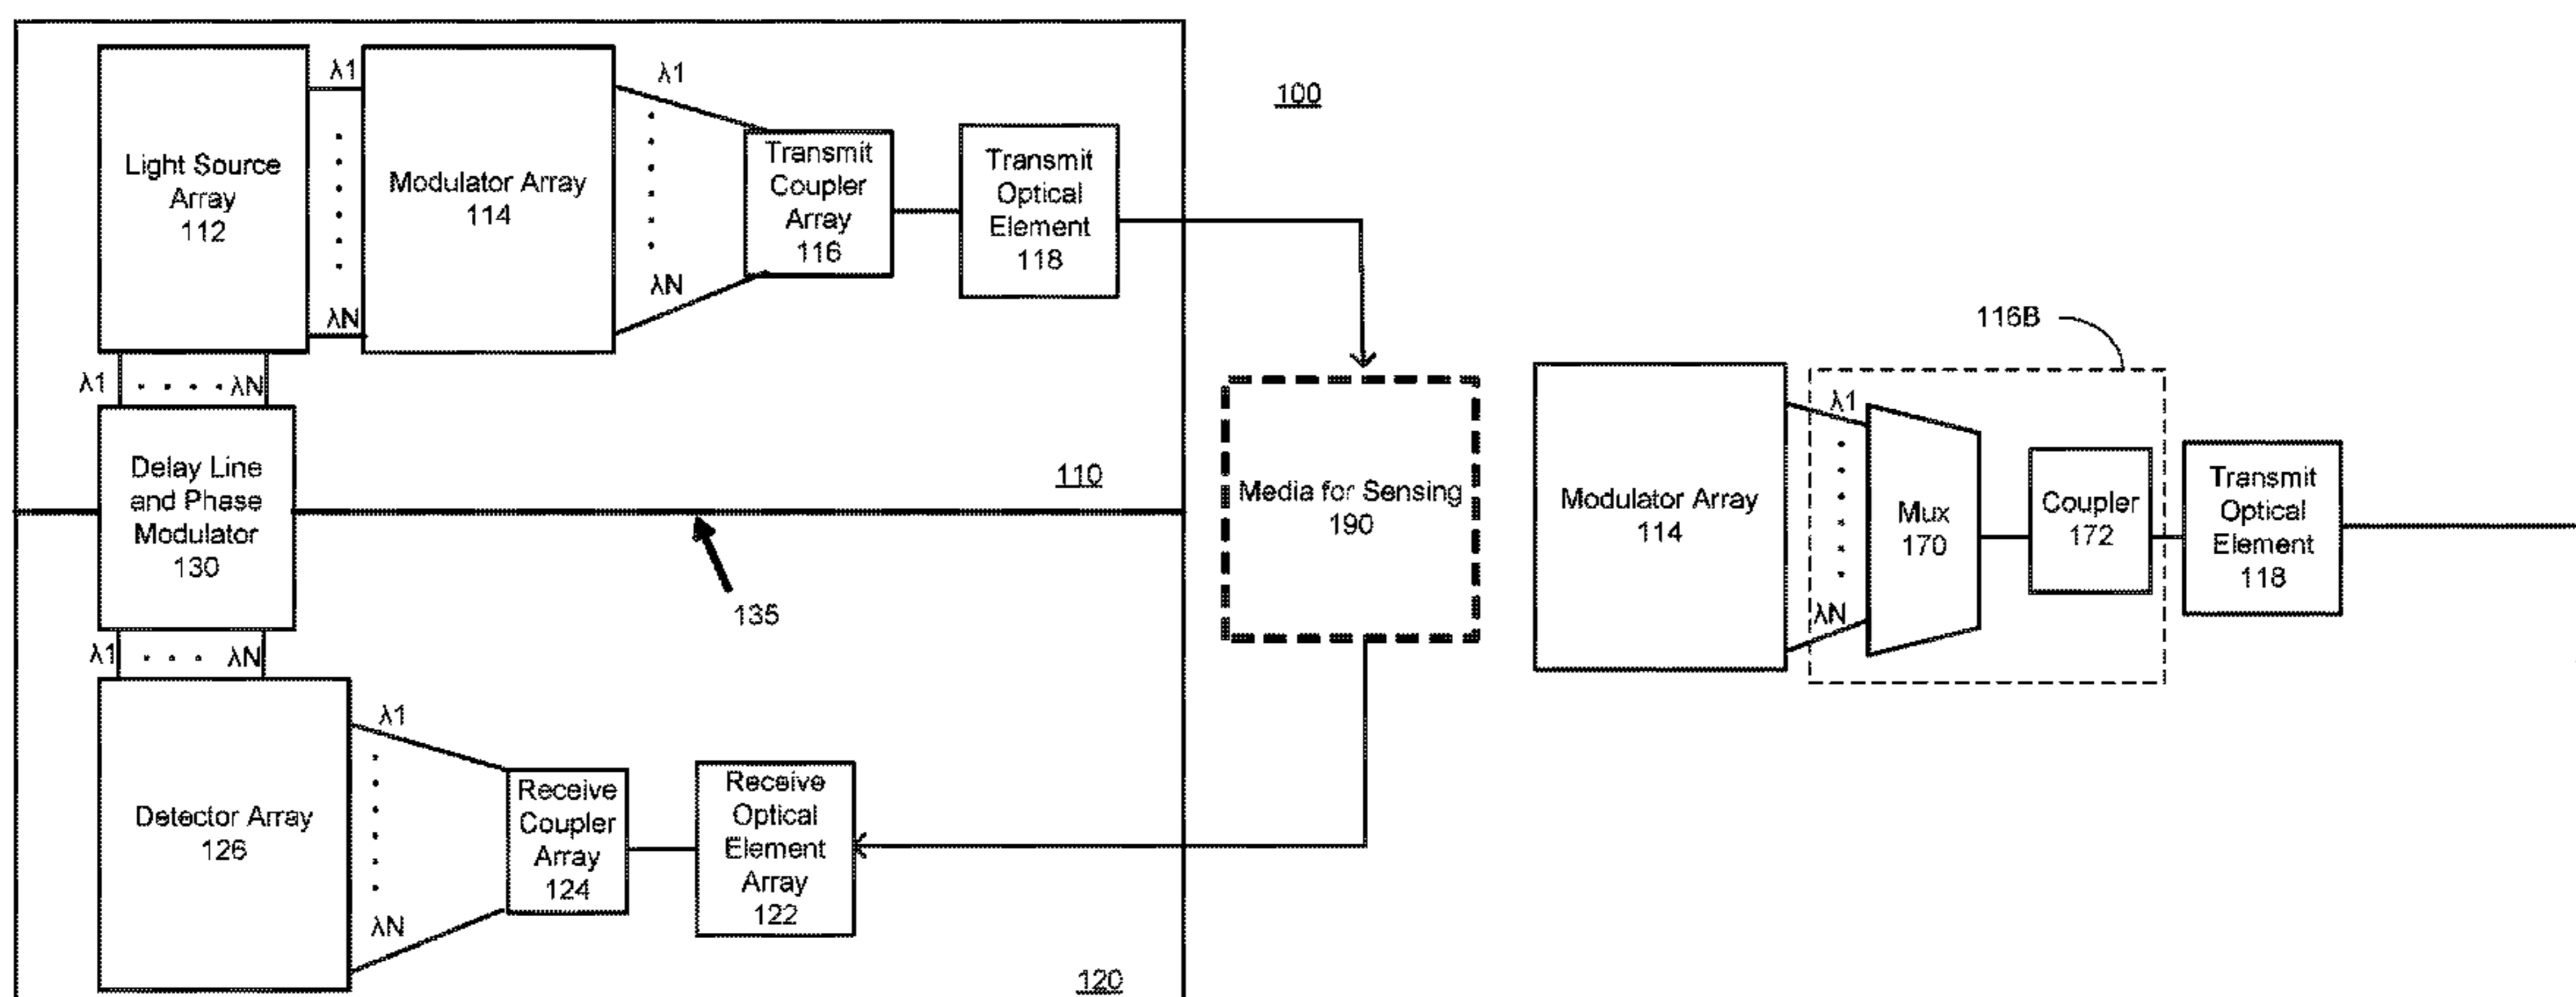 λ1
λ1
100
Light Source
Array
112
Modulator Array
114
Transmit
Coupler
Array
116
Transmit
Optical
Element
118
λN
λN
λ1
λN
Delay Line
and Phase
Modulator
130
110
135
λ1
λN
Media for Sensing
190
116B
Modulator Array
114
λ1
λN
Mux
170
Coupler
172
Transmit
Optical
Element
118
Detector Array
126
λ1
λN
Receive
Coupler
Array
124
Receive
Optical
Element
Array
122
120